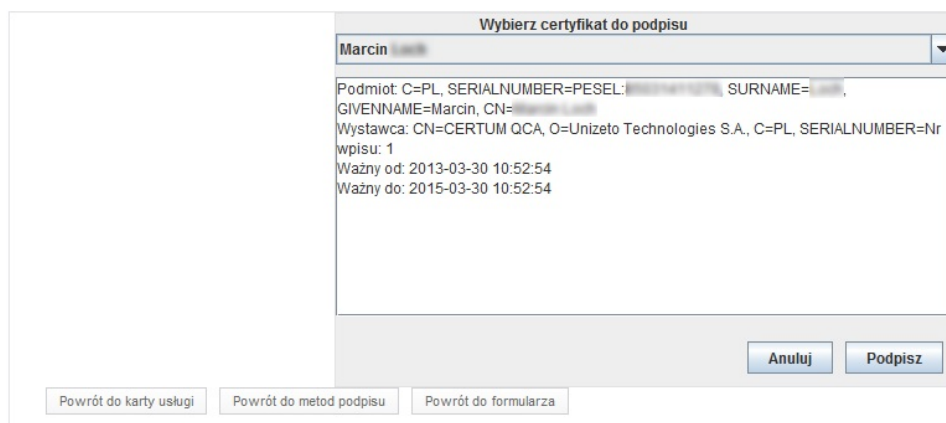 Wybierz certyfikat do podpisu
Marcin
Podmiot: C=PL, SERIALNUMBER=PESEL: , SURNAME= ,
GIVENNAME=Marcin, CN=
Wystawca: CN=CERTUM QCA, O=Unizeto Technologies S.A., C=PL, SERIALNUMBER=Nr
wpisu: 1
Ważny od: 2013-03-30 10:52:54
Ważny do: 2015-03-30 10:52:54
Anuluj Podpisz
Powrót do karty usługi Powrót do metod podpisu Powrót do formularza